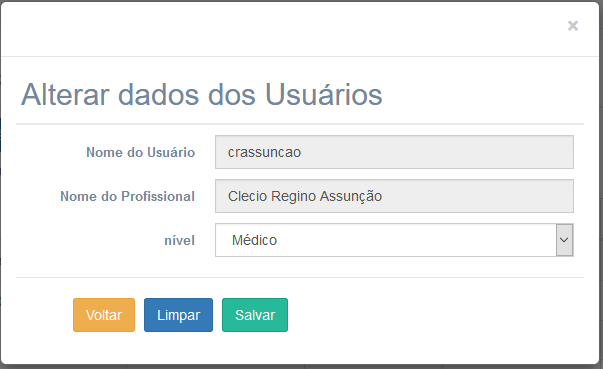 ×
Alterar dados dos Usuários
Nome do Usuário crassuncao
Nome do Profissional Clecio Regino Assunção
nível Médico
Voltar Limpar Salvar